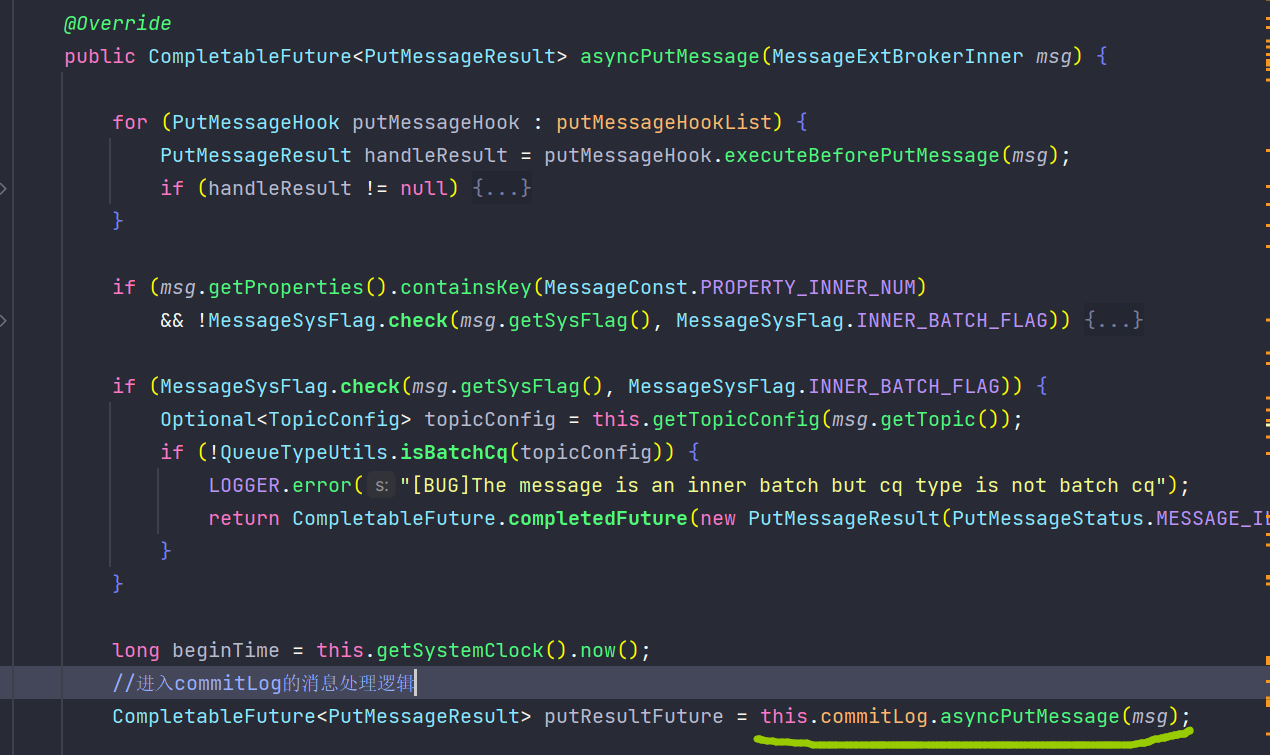 @Override
public CompletableFuture<PutMessageResult> asyncPutMessage(MessageExtBrokerInner msg) {
for (PutMessageHook putMessageHook : putMessageHookList) {
PutMessageResult handleResult = putMessageHook.executeBeforePutMessage(msg);
if (handleResult != null) {...}
}
if (msg.getProperties().containsKey(MessageConst.PROPERTY_INNER_NUM)
&& !MessageSysFlag.check(msg.getSysFlag(), MessageSysFlag.INNER_BATCH_FLAG)) {...}
if (MessageSysFlag.check(msg.getSysFlag(), MessageSysFlag.INNER_BATCH_FLAG)) {
Optional<TopicConfig> topicConfig = this.getTopicConfig(msg.getTopic());
if (!QueueTypeUtils.isBatchCq(topicConfig)) {
LOGGER.error( s: "[BUG]The message is an inner batch but cq type is not batch cq");
return CompletableFuture.completedFuture(new PutMessageResult(PutMessageStatus.MESSAGE_I
}
}
long beginTime = this.getSystemClock().now();
//进入commitLog的消息处理逻辑
CompletableFuture<PutMessageResult> putResultFuture = this.commitLog.asyncPutMessage(msg);